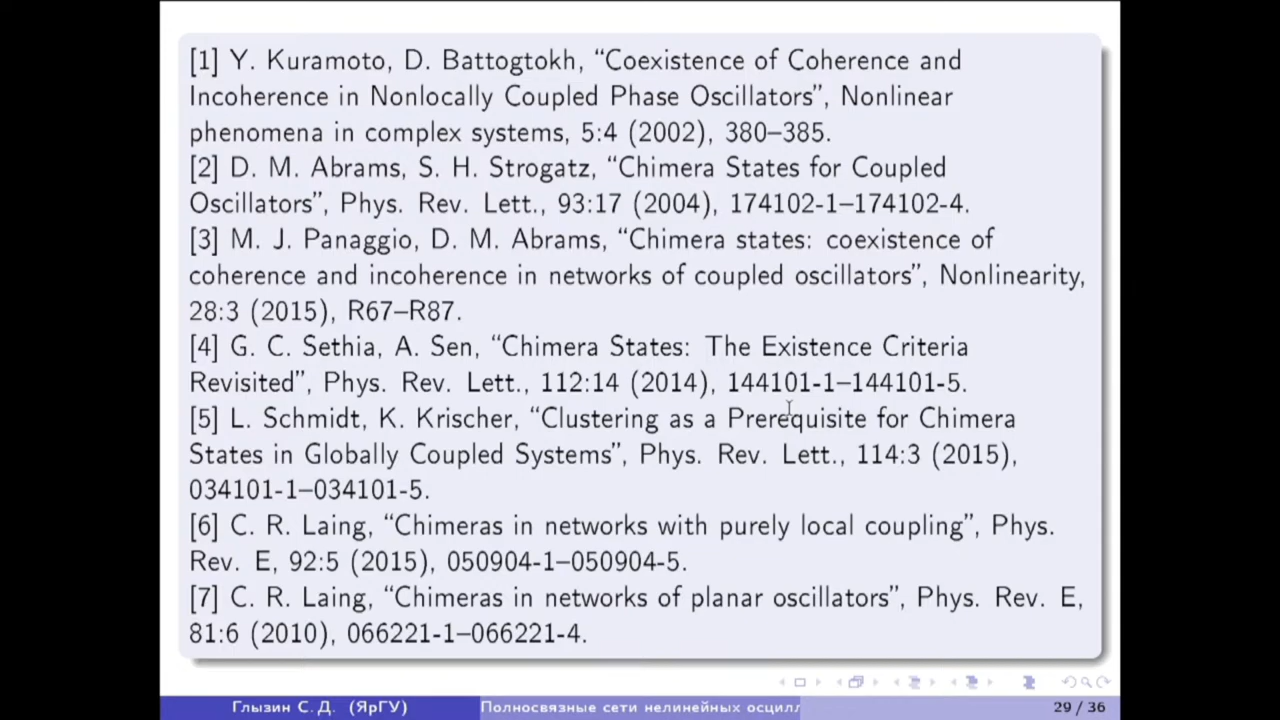 [1] Y. Kuramoto, D. Battogtokh, “Coexistence of Coherence and
Incoherence in Nonlocally Coupled Phase Oscillators”, Nonlinear
phenomena in complex systems, 5:4 (2002), 380–385.
[2] D. M. Abrams, S. H. Strogatz, “Chimera States for Coupled
Oscillators”, Phys. Rev. Lett., 93:17 (2004), 174102-1–174102-4.
[3] M. J. Panaggio, D. M. Abrams, “Chimera states: coexistence of
coherence and incoherence in networks of coupled oscillators”, Nonlinearity,
28:3 (2015), R67–R87.
[4] G. C. Sethia, A. Sen, “Chimera States: The Existence Criteria
Revisited”, Phys. Rev. Lett., 112:14 (2014), 144101-1–144101-5.
[5] L. Schmidt, K. Krischer, “Clustering as a Prerequisite for Chimera
States in Globally Coupled Systems”, Phys. Rev. Lett., 114:3 (2015),
034101-1–034101-5.
[6] C. R. Laing, “Chimeras in networks with purely local coupling”, Phys.
Rev. E, 92:5 (2015), 050904-1–050904-5.
[7] C. R. Laing, “Chimeras in networks of planar oscillators”, Phys. Rev. E,
81:6 (2010), 066221-1–066221-4.
Глызин С. Д. (ЯрГУ) Полносвязные сети нелинейных осцилл 29 / 36